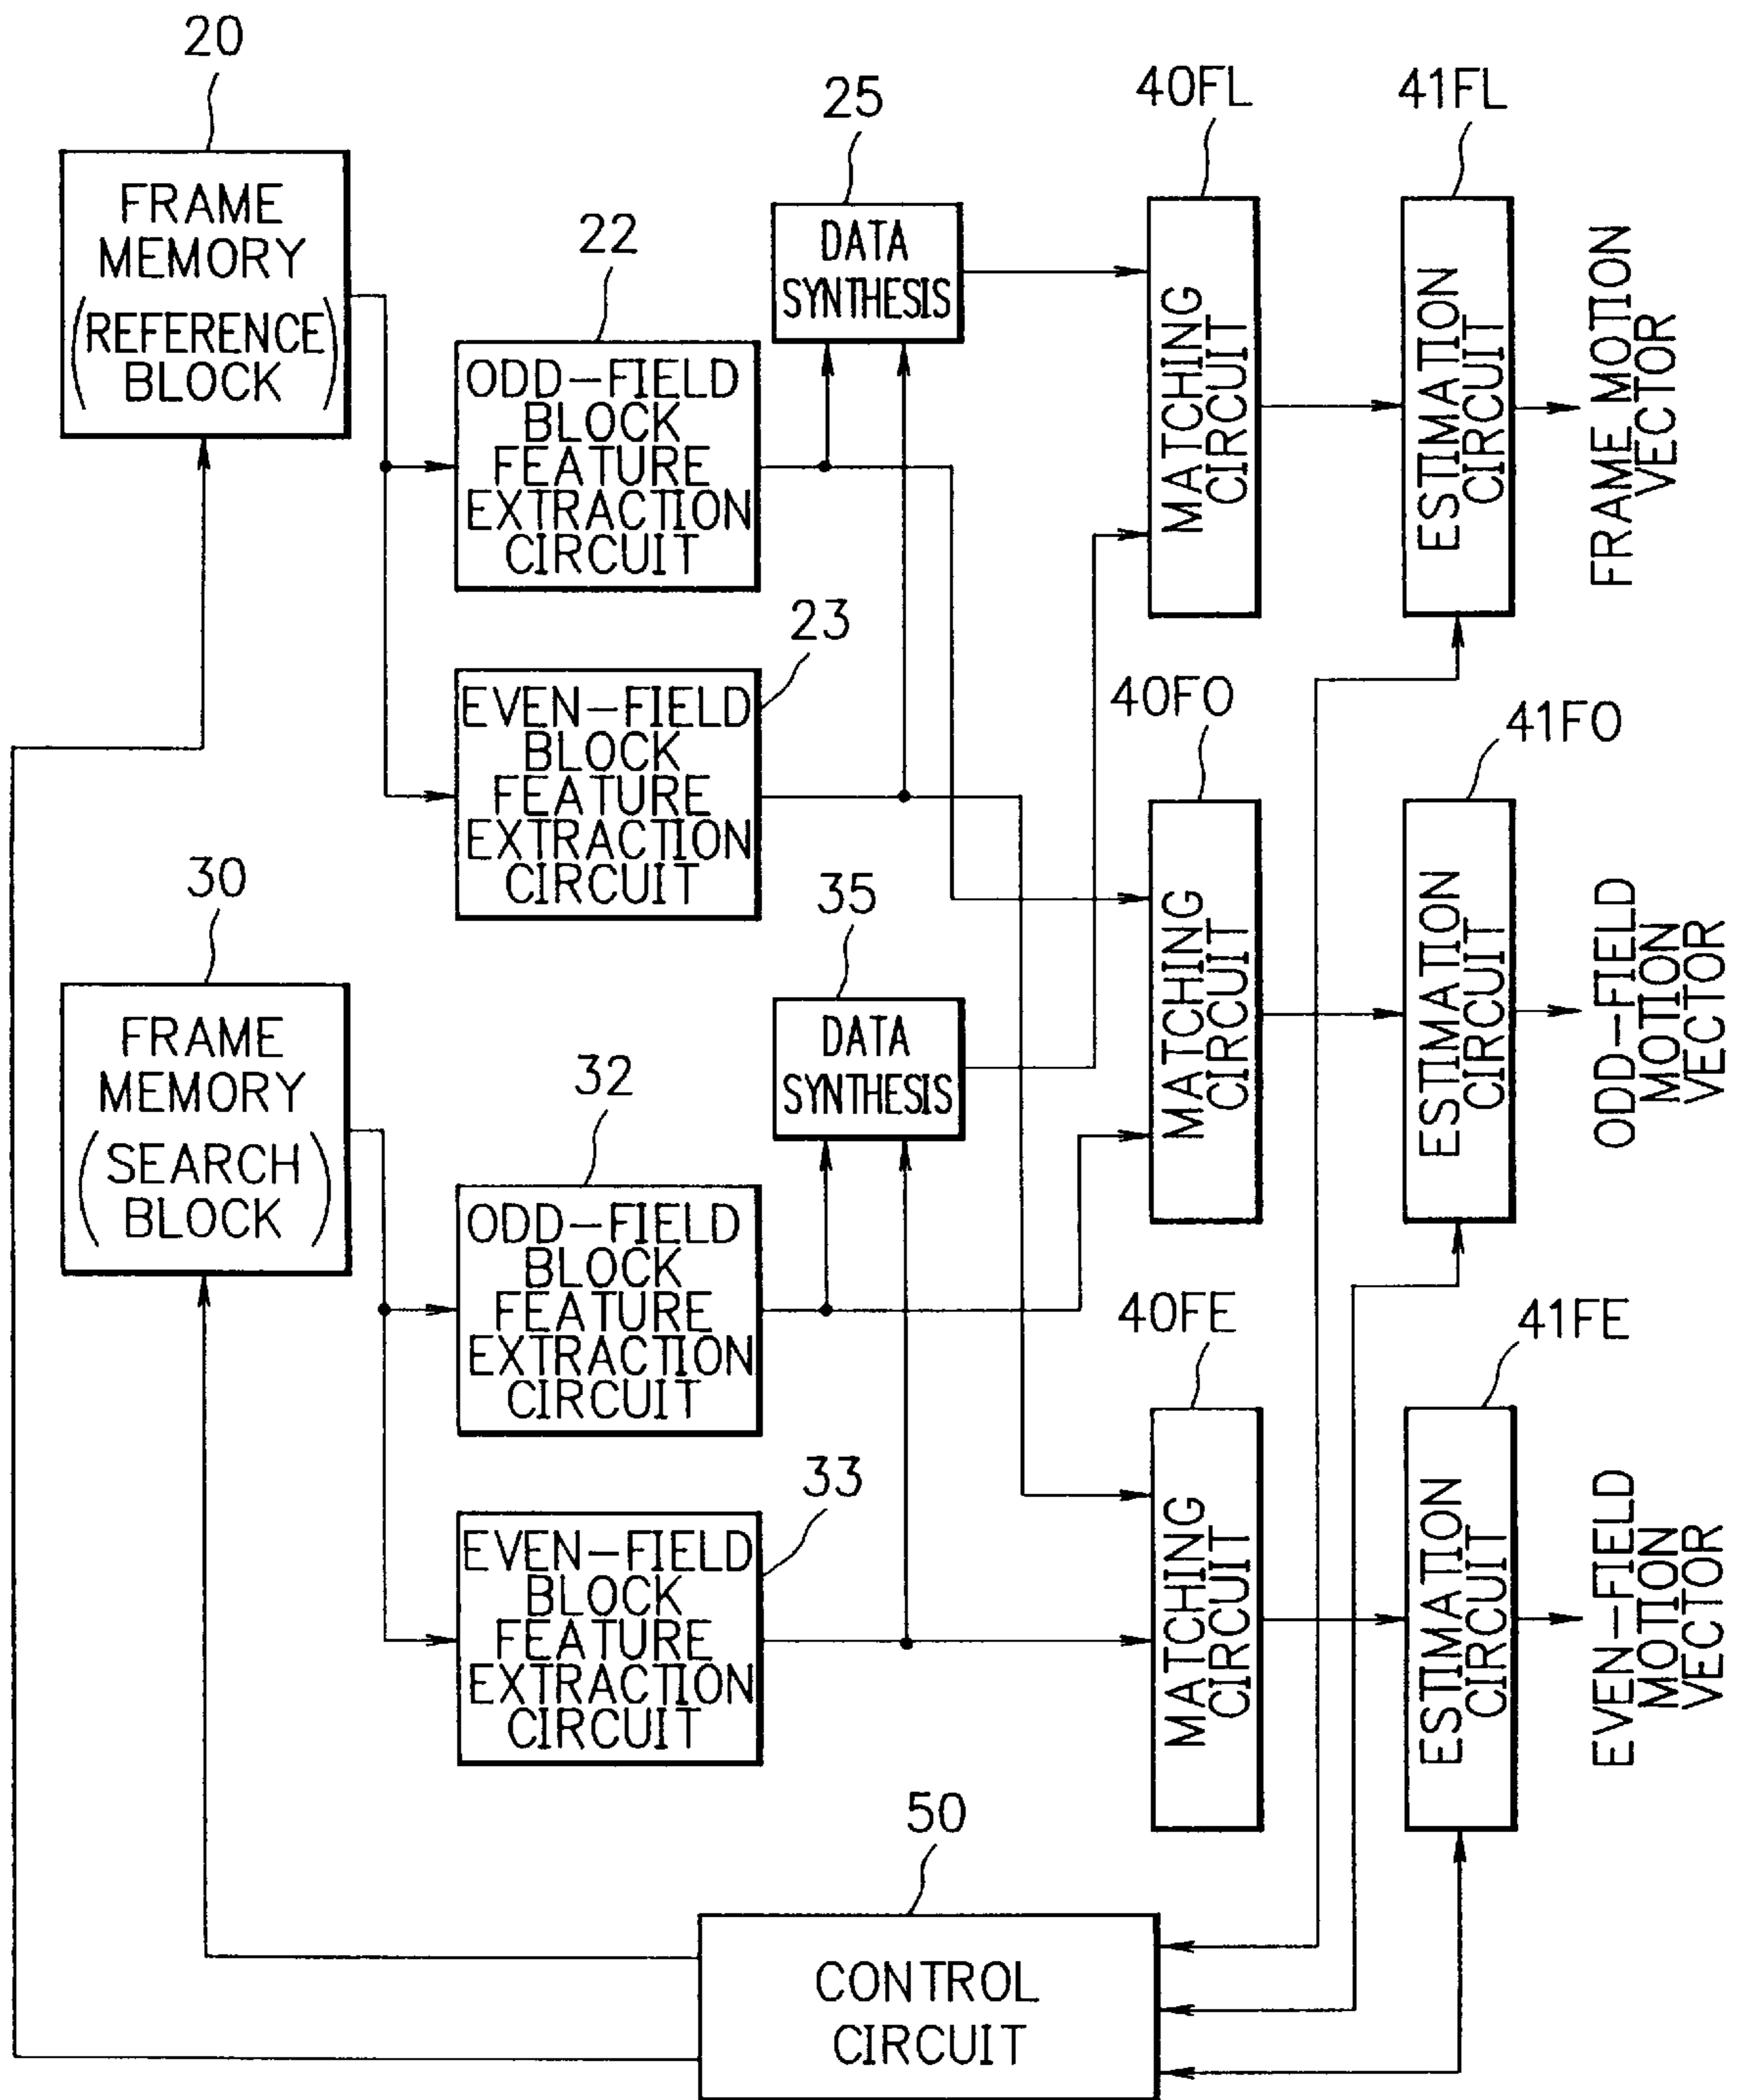 20
FRAME
MEMORY
(REFERENCE
BLOCK)
22
ODD-FIELD
BLOCK
FEATURE
EXTRACTION
CIRCUIT
23
EVEN-FIELD
BLOCK
FEATURE
EXTRACTION
CIRCUIT
25
DATA
SYNTHESIS
40FL
MATCHING
CIRCUIT
41FL
ESTIMATION
CIRCUIT
FRAME MOTION
VECTOR
30
FRAME
MEMORY
(SEARCH
BLOCK)
32
ODD-FIELD
BLOCK
FEATURE
EXTRACTION
CIRCUIT
33
EVEN-FIELD
BLOCK
FEATURE
EXTRACTION
CIRCUIT
35
DATA
SYNTHESIS
40FO
MATCHING
CIRCUIT
41FO
ESTIMATION
CIRCUIT
ODD-FIELD
MOTION
VECTOR
40FE
MATCHING
CIRCUIT
41FE
ESTIMATION
CIRCUIT
EVEN-FIELD
MOTION
VECTOR
50
CONTROL
CIRCUIT